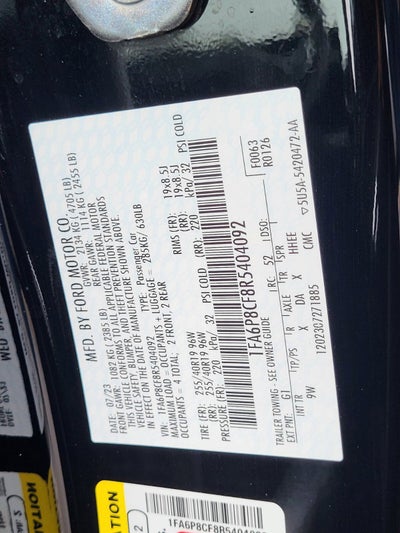 MFD. BY FORD MOTOR CO.
DATE: 07/23 GVWR: 2134 KG ( 4705 LB)
FRONT GAWR: 1082 KG ( 2385 LB) REAR GAWR: 1114 KG ( 2455 LB)
THIS VEHICLE CONFORMS TO ALL APPLICABLE FEDERAL MOTOR
VEHICLE SAFETY, BUMPER, AND THEFT PREVENTION STANDARDS
IN EFFECT ON THE DATE OF MANUFACTURE SHOWN ABOVE.
VIN: 1FA6P8CF8R5404092 TYPE: Passenger Car
MAXIMUM LOAD = OCCUPANTS + LUGGAGE = 285KG/ 630LB
OCCUPANTS = 4 TOTAL: 2 FRONT 2 REAR
TIRE (FR): 255/40R19 96W RIMS (FR): 19x8.5J
(RR): 255/40R19 96W (RR): 19x8.5J
PRESSURE(FR): 220 kPa/ 32 PSI COLD (RR): 220 kPa/ 32 PSI COLD
1FA6P8CF8R5404092
F0063
R0126
TRAILER TOWING - SEE OWNER GUIDE
EXT PNT: G1 RC: 52 LDSO:
INT TR TP/PS R AXLE TR SPR
9W X DA X HHEE
1202307271885 CMC
5U5A-5420472-AA
1FA6P8CF8R540409